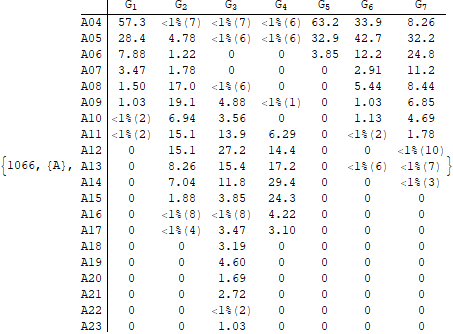 G1 G2 G3 G4 G5 G6 G7
A04 57.3 <1%(7) <1%(7) <1%(6) 63.2 33.9 8.26
A05 28.4 4.78 <1%(6) <1%(6) 32.9 42.7 32.2
A06 7.88 1.22 0 0 3.85 12.2 24.8
A07 3.47 1.78 0 0 0 2.91 11.2
A08 1.50 17.0 <1%(6) 0 0 5.44 8.44
A09 1.03 19.1 4.88 <1%(1) 0 1.03 6.85
A10 <1%(2) 6.94 3.56 0 0 1.13 4.69
A11 <1%(2) 15.1 13.9 6.29 0 <1%(2) 1.78
A12 0 15.1 27.2 14.4 0 0 <1%(10)
{1066, {A}, A13 0 8.26 15.4 17.2 0 <1%(6) <1%(7) }
A14 0 7.04 11.8 29.4 0 0 <1%(3)
A15 0 1.88 3.85 24.3 0 0 0
A16 0 <1%(8) <1%(8) 4.22 0 0 0
A17 0 <1%(4) 3.47 3.10 0 0 0
A18 0 0 3.19 0 0 0 0
A19 0 0 4.60 0 0 0 0
A20 0 0 1.69 0 0 0 0
A21 0 0 2.72 0 0 0 0
A22 0 0 <1%(2) 0 0 0 0
A23 0 0 1.03 0 0 0 0